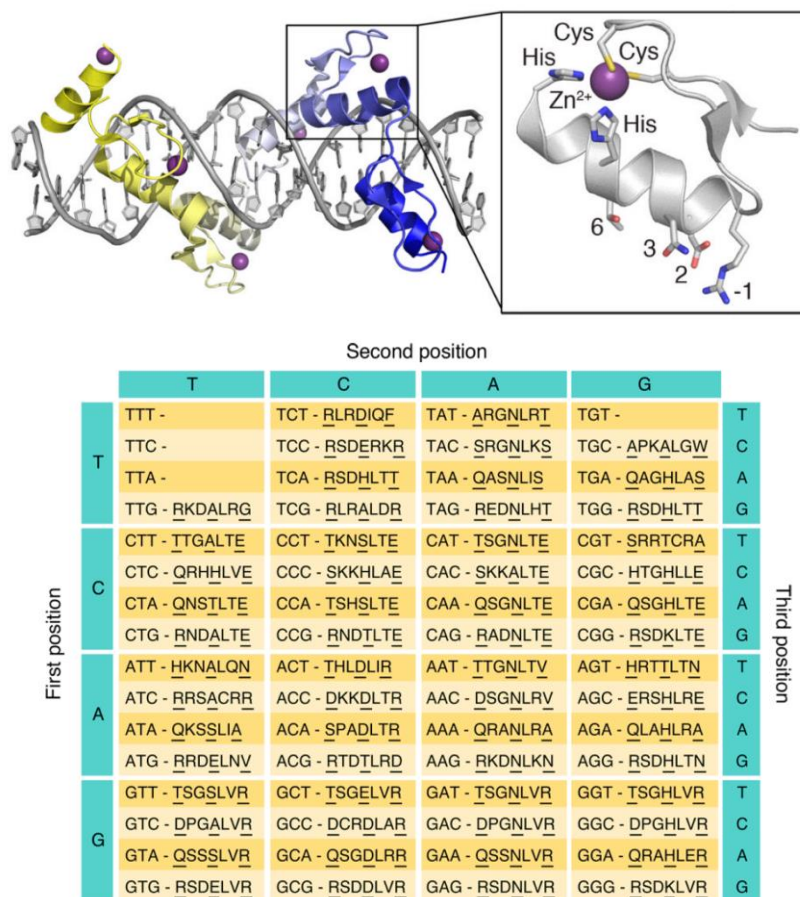 Cys
His
Cys
Zn2+
His
6
3
2
-1
Second position
T C A G
TTT - TCT - RLRDIQF TAT - ARGNLRT TGT - T
TTC - TCC - RSDERKR TAC - SRGNLKS TGC - APKALGW C
T
TTA - TCA - RSDHLTT TAA - QASNLIS TGA - QAGHLAS A
TTG - RKDALRG TCG - RLRALDR TAG - REDNLHT TGG - RSDHLTT G
CTT - TTGALTE CCT - TKNSLTE CAT - TSGNLTE CGT - SRRTCRA T
CTC - QRHHLVE CCC - SKKHLAE CAC - SKKALTE CGC - HTGHLLE C
C
CTA - QNSTLTE CCA - TSHSLTE CAA - QSGNLTE CGA - QSGHLTE A
CTG - RNDALTE CCG - RNDTLTE CAG - RADNLTE CGG - RSDKLTE G
First position
Third position
ATT - HKNALQN ACT - THLDLIR AAT - TTGNLTV AGT - HRTTLTN T
ATC - RRSACRR ACC - DKKDLTR AAC - DSGNLRV AGC - ERSHLRE C
A
ATA - QKSSLIA ACA - SPADLTR AAA - QRANLRA AGA - QLAHLRA A
ATG - RRDELNV ACG - RTDTLRD AAG - RKDNLKN AGG - RSDHLTN G
GTT - TSGSLVR GCT - TSGELVR GAT - TSGNLVR GGT - TSGHLVR T
GTC - DPGALVR GCC - DCRDLAR GAC - DPGNLVR GGC - DPGHLVR C
G
GTA - QSSSLVR GCA - QSGDLRR GAA - QSSNLVR GGA - QRAHLER A
GTG - RSDELVR GCG - RSDDLVR GAG - RSDNLVR GGG - RSDKLVR G